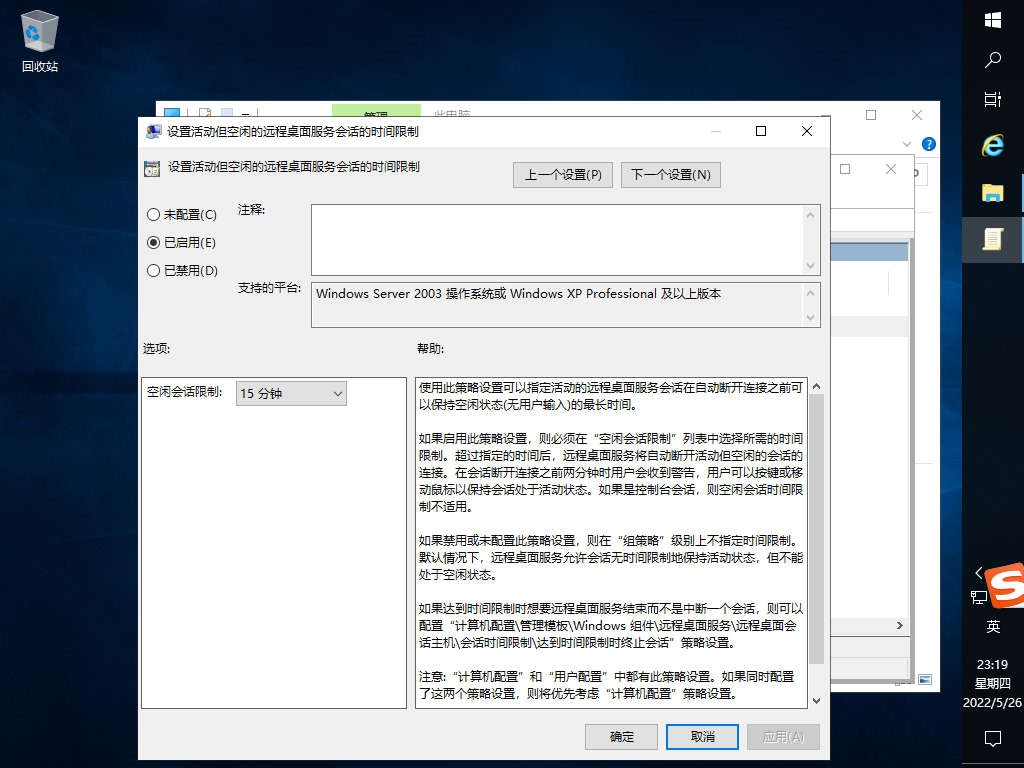 回收站
管理
此电脑
设置活动但空闲的远程桌面服务会话的时间限制
设置活动但空闲的远程桌面服务会话的时间限制
上一个设置(P)
下一个设置(N)
未配置(C)
已启用(E)
已禁用(D)
注释:
支持的平台:
Windows Server 2003 操作系统或 Windows XP Professional 及以上版本
选项:
帮助:
空闲会话限制:
15 分钟
使用此策略设置可以指定活动的远程桌面服务会话在自动断开连接之前可
以保持空闲状态(无用户输入)的最长时间。
如果启用此策略设置，则必须在“空闲会话限制”列表中选择所需的时间
限制。超过指定的时间后，远程桌面服务将自动断开活动但空闲的会话的
连接。在会话断开连接之前两分钟时用户会收到警告，用户可以按键或移
动鼠标以保持会话处于活动状态。如果是控制台会话，则空闲会话时间限
制不适用。
如果禁用或未配置此策略设置，则在“组策略”级别上不指定时间限制。
默认情况下，远程桌面服务允许会话无时间限制地保持活动状态，但不能
处于空闲状态。
如果达到时间限制时想要远程桌面服务结束而不是中断一个会话，则可以
配置“计算机配置\管理模板\Windows 组件\远程桌面服务\远程桌面会
话主机\会话时间限制\达到时间限制时终止会话”策略设置。
注意:“计算机配置”和“用户配置”中都有此策略设置。如果同时配置
了这两个策略设置，则将优先考虑“计算机配置”策略设置。
确定
取消
应用(A)
英
23:19
星期四
2022/5/26